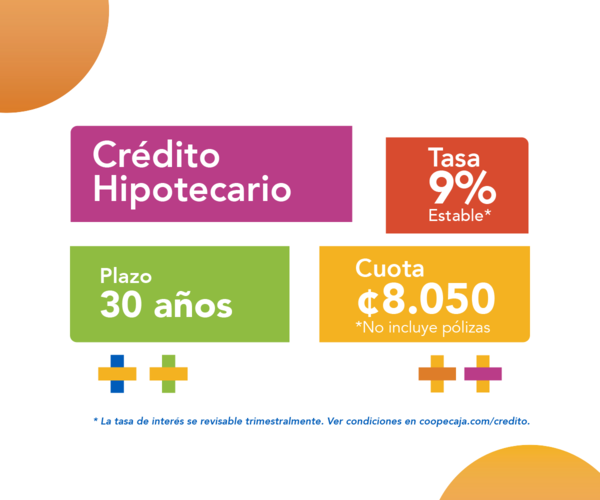 Crédito
Hipotecario
Tasa
9%
Estable*
Plazo
30 años
Cuota
¢8.050
*No incluye pólizas
* La tasa de interés se revisable trimestralmente. Ver condiciones en coopecaja.com/credito.